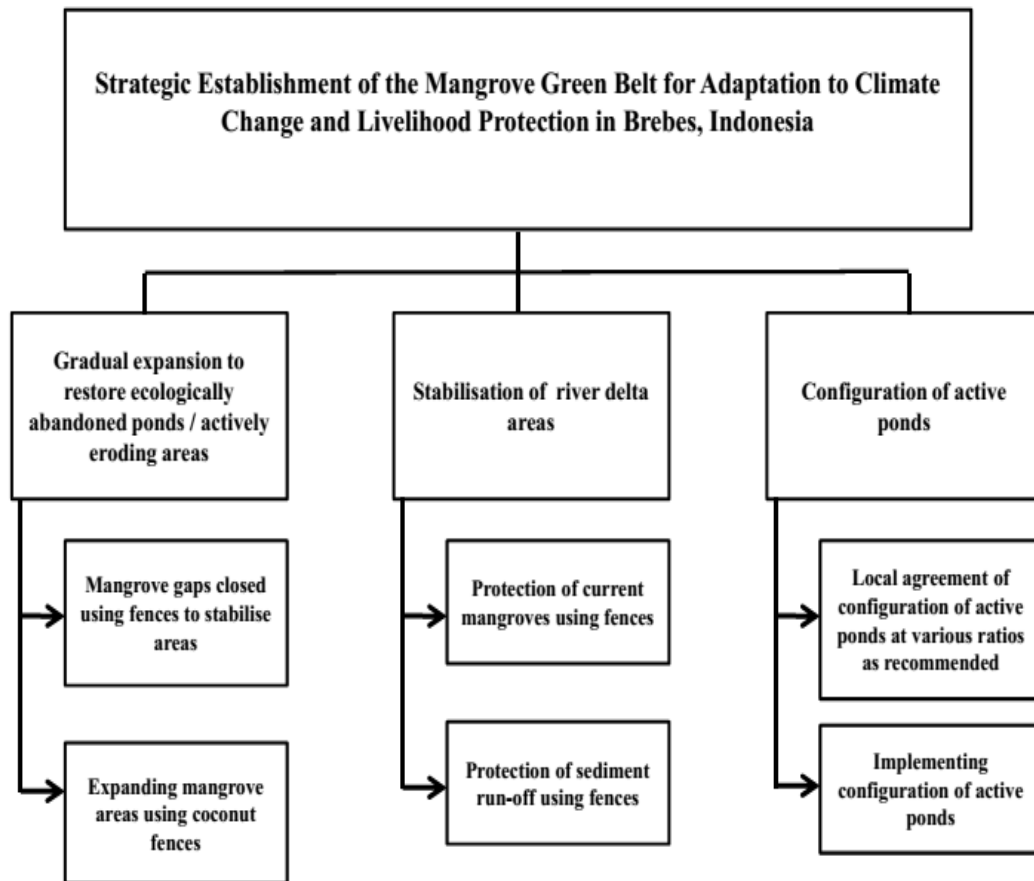 Strategic Establishment of the Mangrove Green Belt for Adaptation to Climate
Change and Livelihood Protection in Brebes, Indonesia
Gradual expansion to
restore ecologically
abandoned ponds / actively
eroding areas
Mangrove gaps closed
using fences to stabilise
areas
Expanding mangrove
areas using coconut
fences
Stabilisation of river delta
areas
Protection of current
mangroves using fences
Protection of sediment
run-off using fences
Configuration of active
ponds
Local agreement of
configuration of active
ponds at various ratios
as recommended
Implementing
configuration of active
ponds